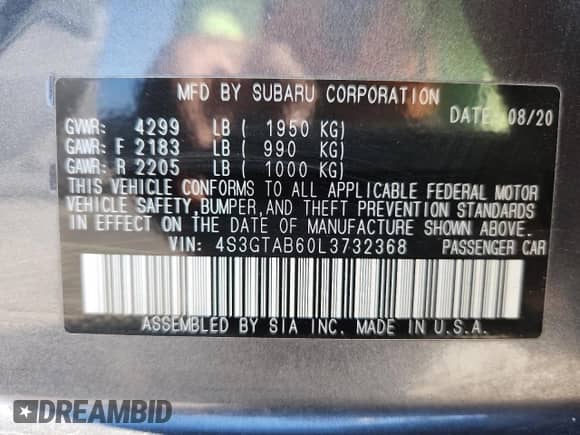 MFD BY SUBARU CORPORATION
DATE 08/20
GVWR: 4299 LB ( 1950 KG)
GAWR: F 2183 LB ( 990 KG)
GAWR: R 2205 LB ( 1000 KG)
THIS VEHICLE CONFORMS TO ALL APPLICABLE FEDERAL MOTOR
VEHICLE SAFETY, BUMPER, AND THEFT PREVENTION STANDARDS
IN EFFECT ON THE DATE OF MANUFACTURE SHOWN ABOVE.
VIN: 4S3GTAB60L3732368 PASSENGER CAR
ASSEMBLED BY SIA INC. MADE IN U.S.A.
DREAMBID